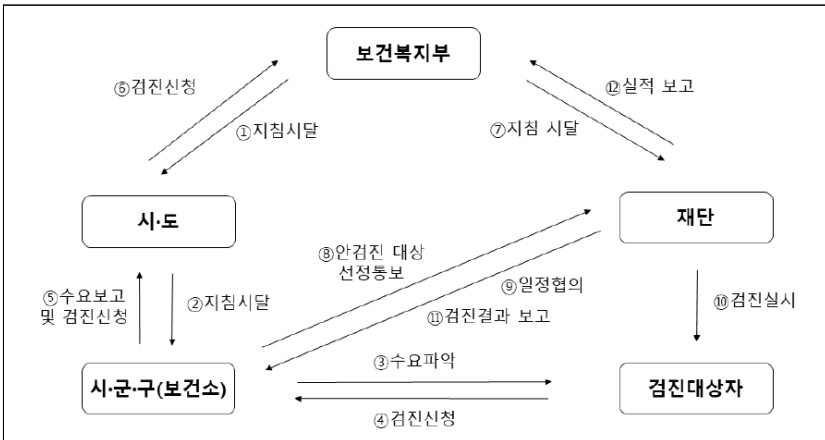 보건복지부
⑥검진신청
⑫실적 보고
①지침시달
⑦지침 시달
시·도
재단
⑧안검진 대상
선정통보
⑤수요보고
및 검진신청
②지침시달
⑨일정협의
⑩검진실시
⑪검진결과 보고
③수요파악
시·군·구(보건소)
검진대상자
④검진신청